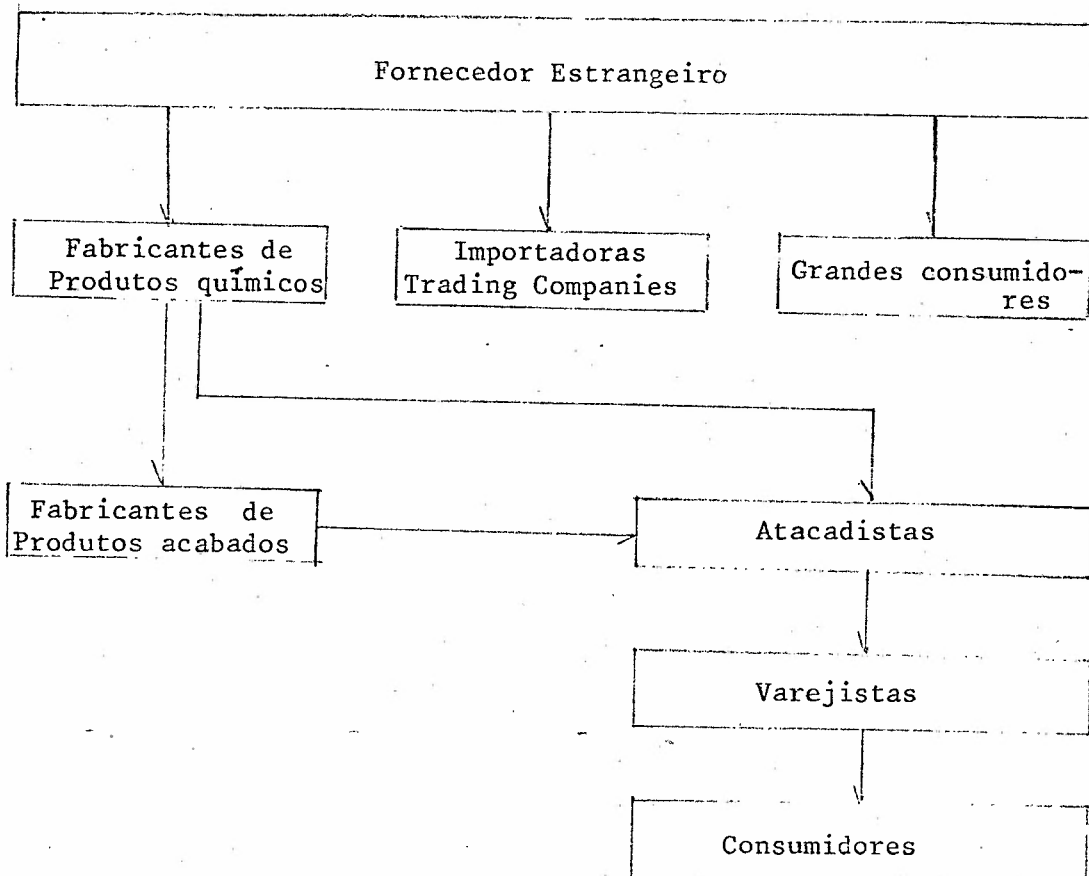 Fornecedor Estrangeiro
Fabricantes de
Produtos químicos
Importadoras
Trading Companies
Grandes consumido-
res
Fabricantes de
Produtos acabados
Atacadistas
Varejistas
Consumidores